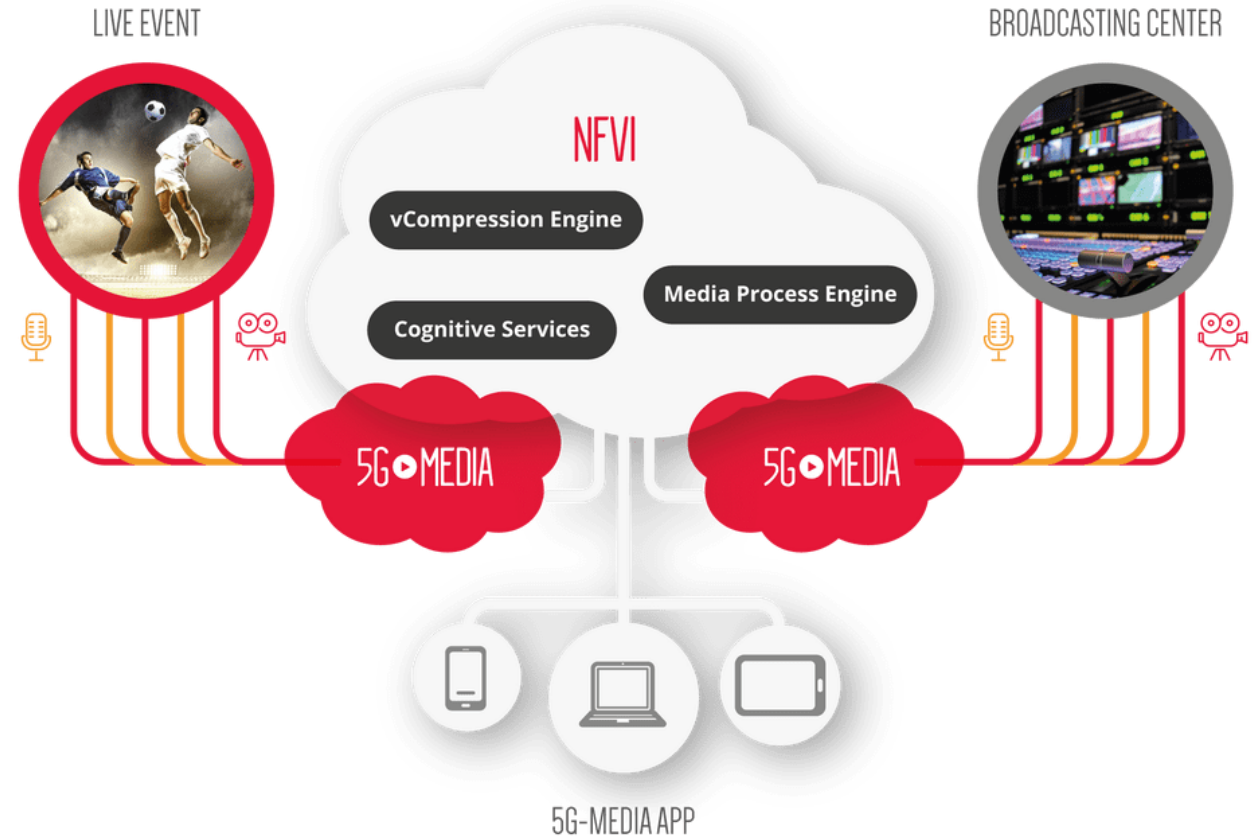 LIVE EVENT
BROADCASTING CENTER
NFVI
vCompression Engine
Media Process Engine
Cognitive Services
5G MEDIA
5G MEDIA
5G-MEDIA APP